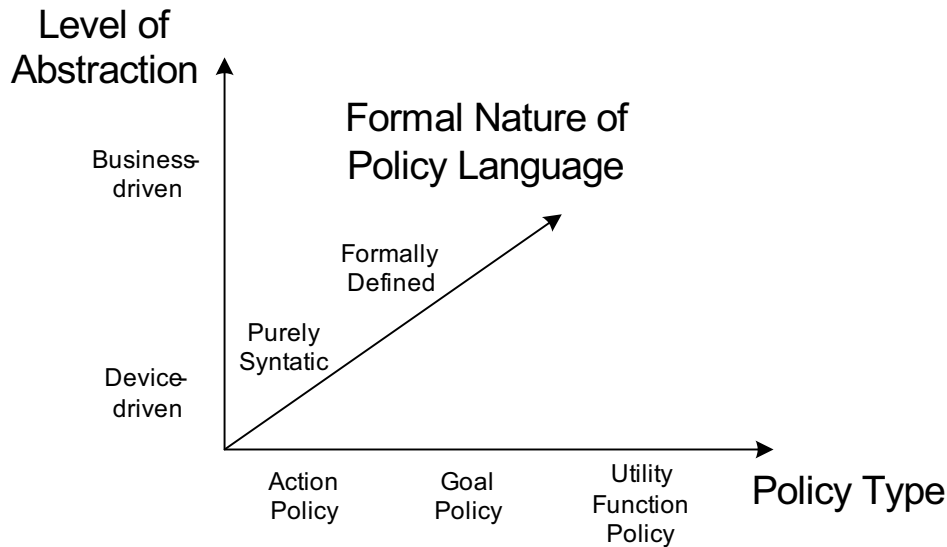 Level of
Abstraction
Formal Nature of
Policy Language
Business-
driven
Formally
Defined
Purely
Syntatic
Device-
driven
Action
Policy
Goal
Policy
Utility
Function
Policy
Policy Type